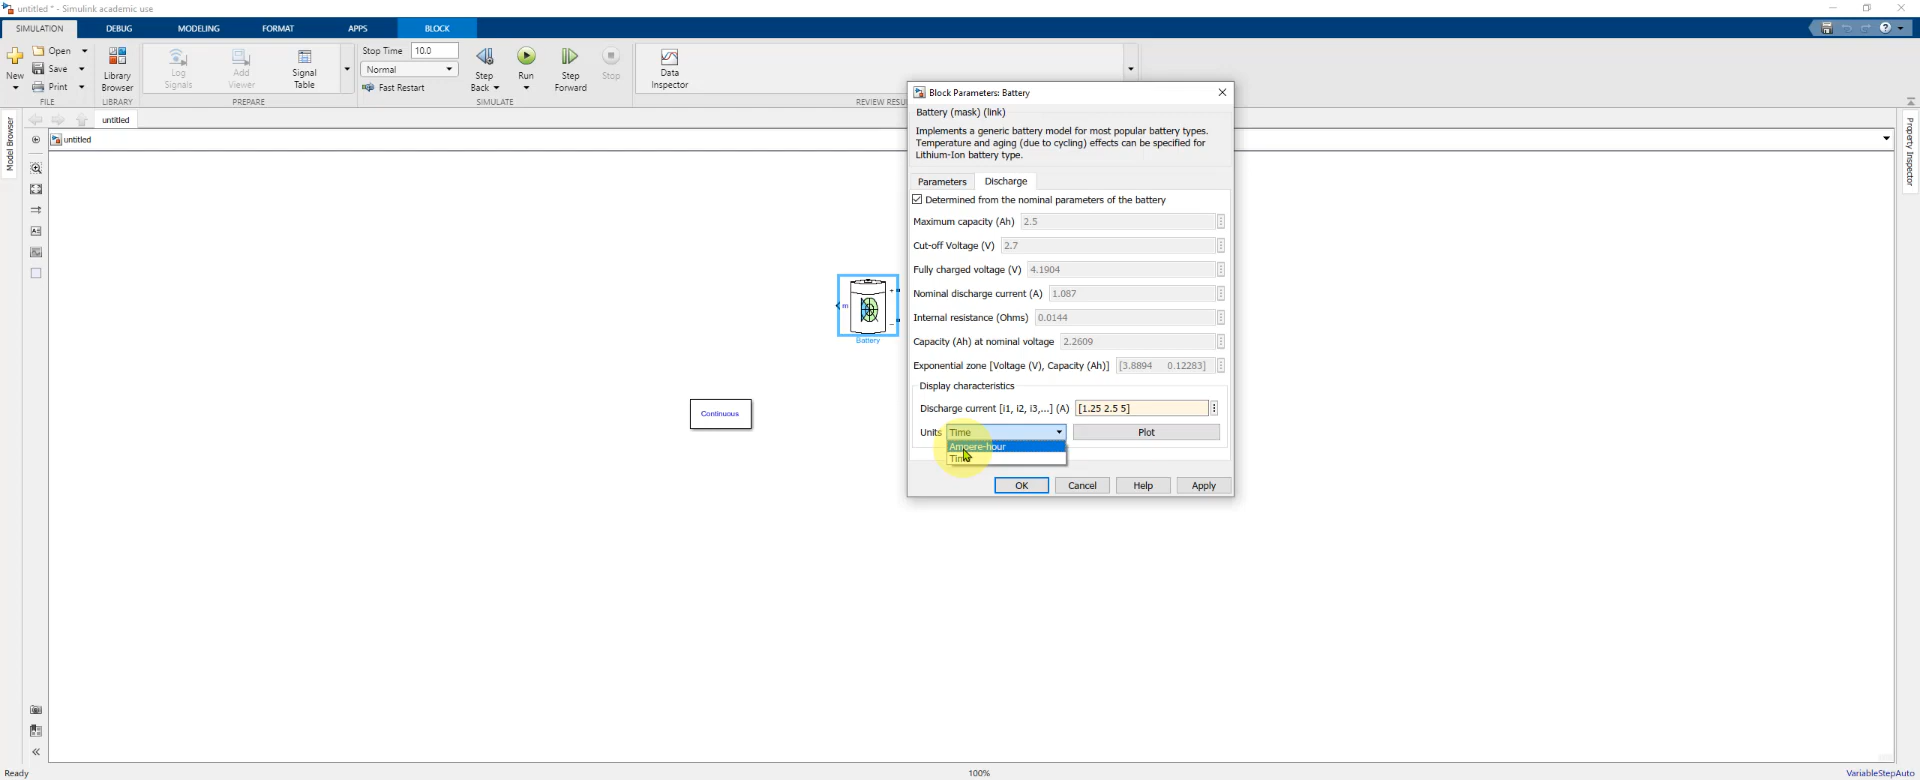 untitled * - Simulink academic use
SIMULATION DEBUG MODELING FORMAT APPS BLOCK
New
Open
Save
Print
FILE
Library Browser
LIBRARY
Log Signals
Add Viewer
Signal Table
PREPARE
Stop Time 10.0
Normal
Fast Restart
Step Back
Run
Step Forward
Stop
SIMULATE
Data Inspector
REVIEW RESU
Model Browser
untitled
untitled
Property Inspector
m
+
Battery
Continuous
Block Parameters: Battery
Battery (mask) (link)
Implements a generic battery model for most popular battery types.
Temperature and aging (due to cycling) effects can be specified for
Lithium-Ion battery type.
Parameters Discharge
Determined from the nominal parameters of the battery
Maximum capacity (Ah) 2.5
Cut-off Voltage (V) 2.7
Fully charged voltage (V) 4.1904
Nominal discharge current (A) 1.087
Internal resistance (Ohms) 0.0144
Capacity (Ah) at nominal voltage 2.2609
Exponential zone [Voltage (V), Capacity (Ah)] [3.8894 0.12283]
Display characteristics
Discharge current [i1, i2, i3,...] (A) [1.25 2.5 5]
Units Time Plot
Ampere-hour
Time
OK Cancel Help Apply
Ready 100% VariableStepAuto